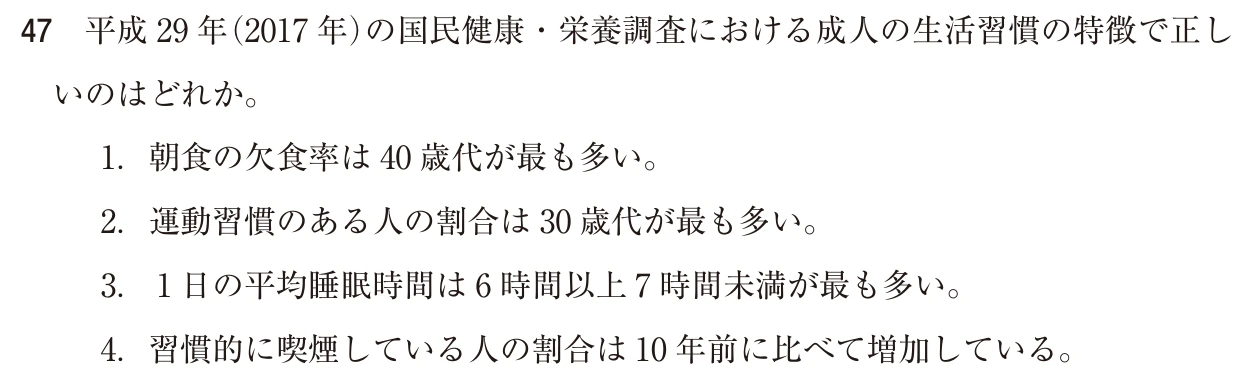 47 平成 29 年(2017 年)の国民健康・栄養調査における成人の生活習慣の特徴で正し
いのはどれか。
1. 朝食の欠食率は 40 歳代が最も多い。
2. 運動習慣のある人の割合は 30 歳代が最も多い。
3. 1 日の平均睡眠時間は 6 時間以上 7 時間未満が最も多い。
4. 習慣的に喫煙している人の割合は 10 年前に比べて増加している。